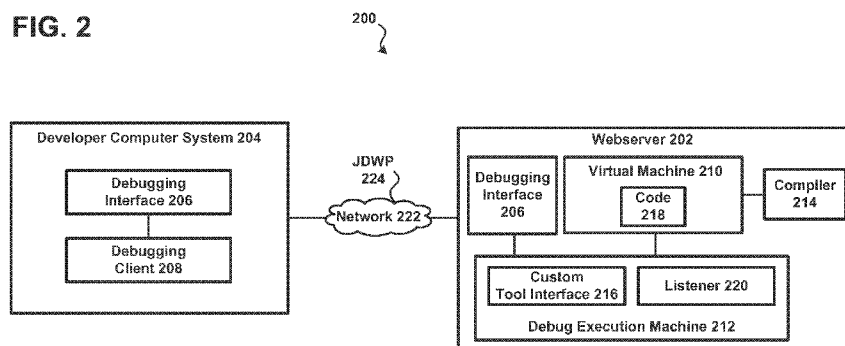 FIG. 2
200
Developer Computer System 204
Debugging
Interface 206
Debugging
Client 208
JDWP
224
Network 222
Webserver 202
Debugging
Interface
206
Virtual Machine 210
Code
218
Compiler
214
Custom
Tool Interface 216
Listener 220
Debug Execution Machine 212